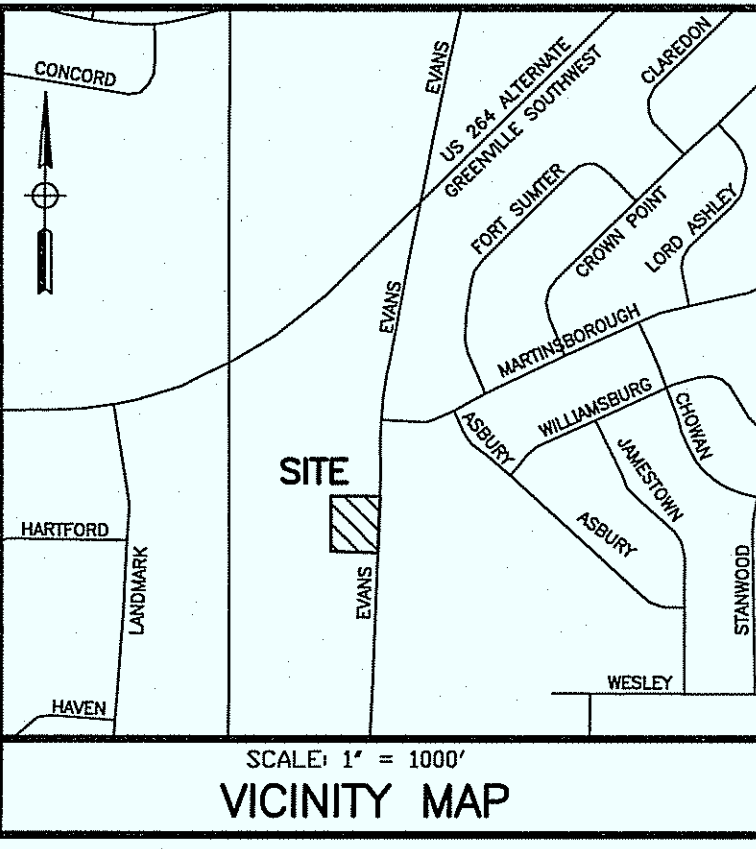 CONCORD
EVANS
US 264 ALTERNATE
GREENVILLE SOUTHWEST
CLAREDON
FORT SUMTER
CROWN POINT
LORD ASHLEY
EVANS
MARTINSBOROUGH
WILLIAMSBURG
ASBURY
CHOWAN
JAMESTOWN
SITE
ASBURY
HARTFORD
LANDMARK
EVANS
STANWOOD
WESLEY
HAVEN
SCALE: 1" = 1000'
VICINITY MAP